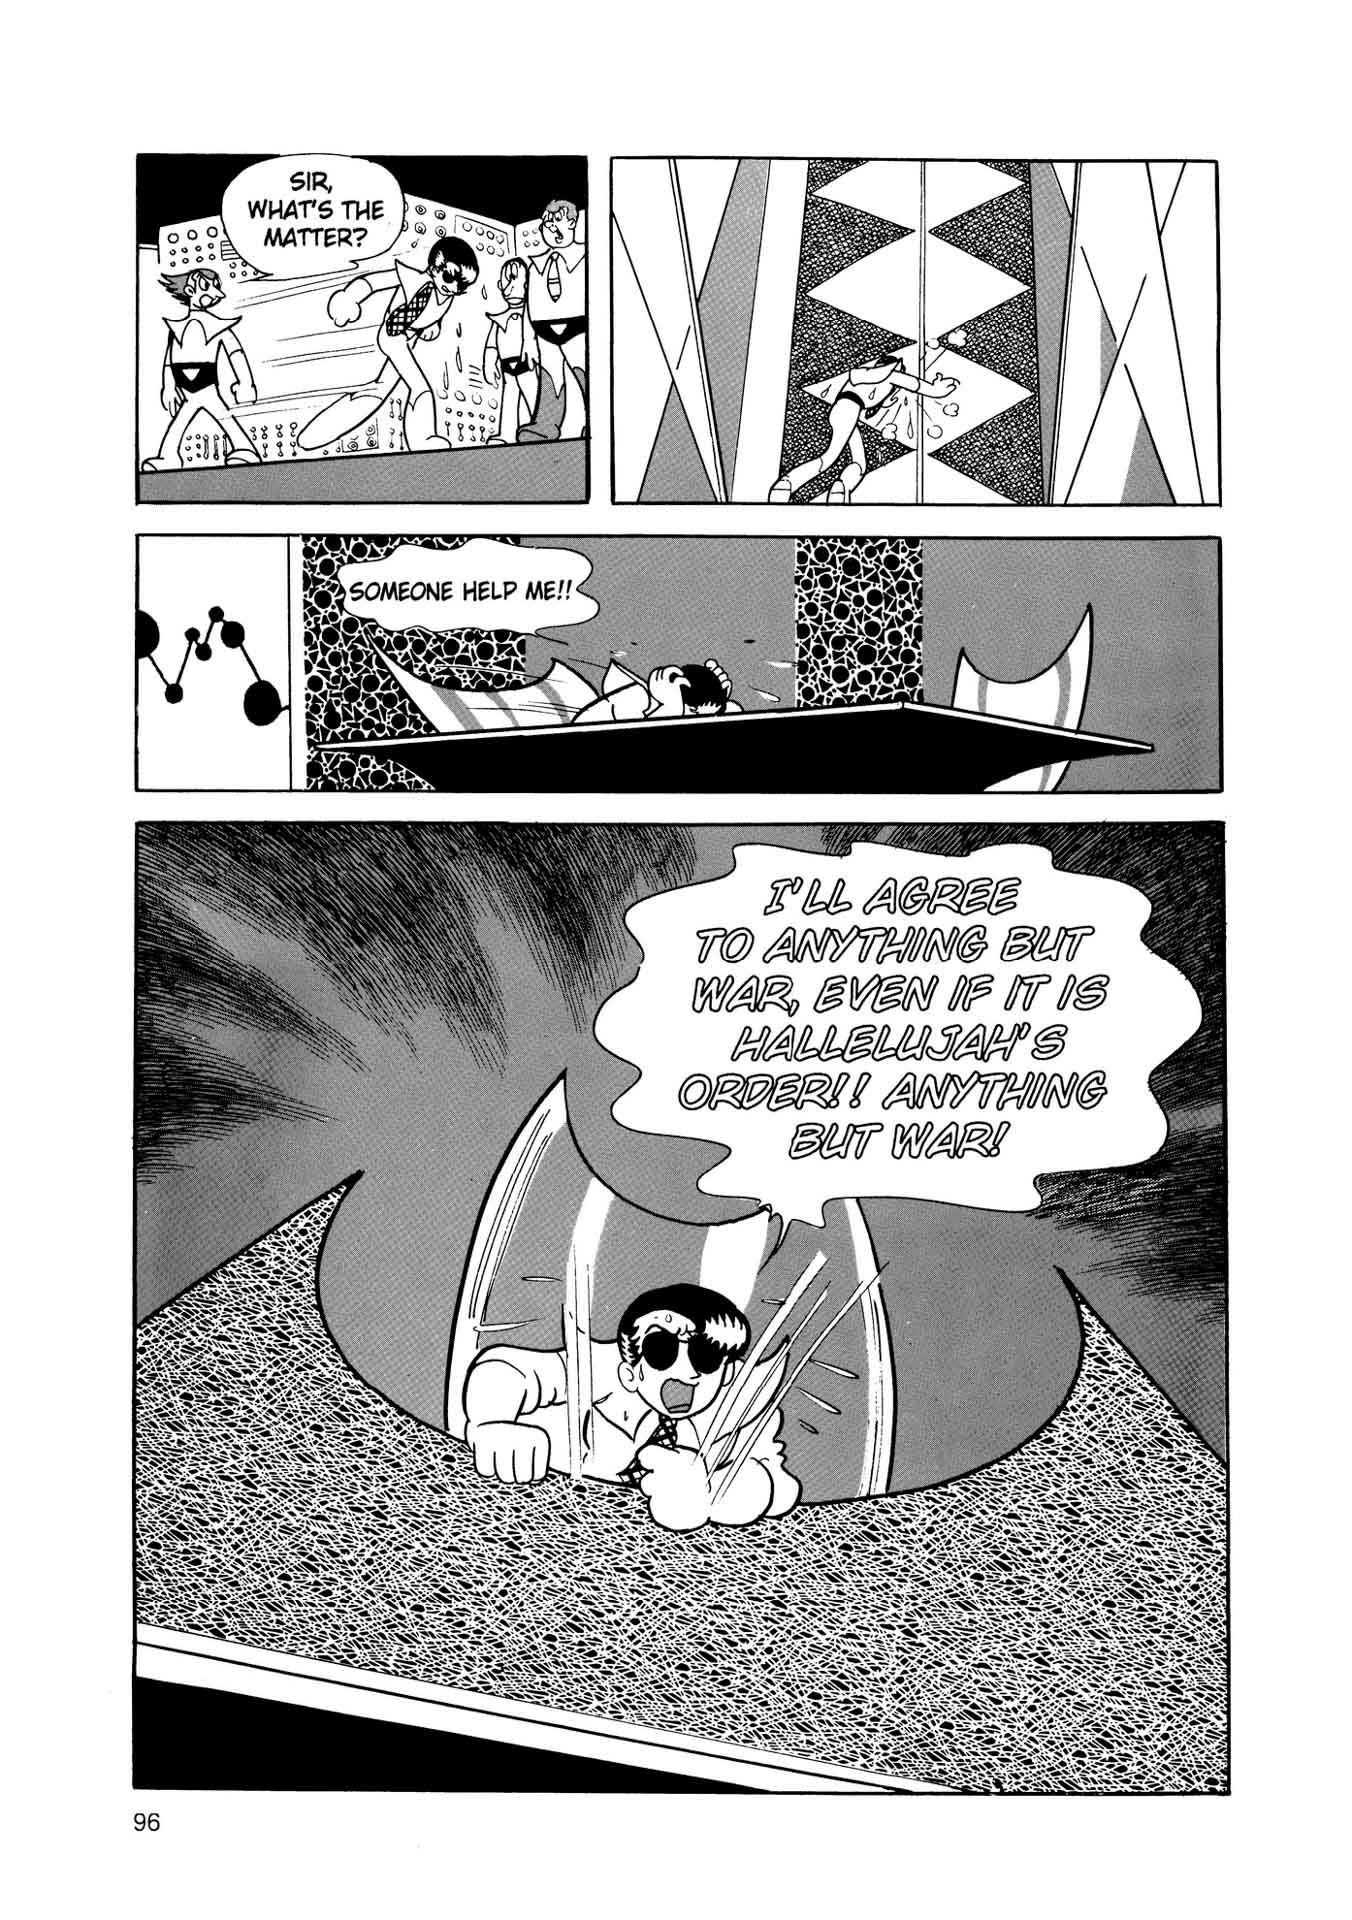 SIR,
WHAT'S THE
MATTER?
SOMEONE HELP ME!!
I'LL AGREE
TO ANYTHING BUT
WAR, EVEN IF IT IS
HALLELUJAH'S
ORDER!! ANYTHING
BUT WAR!
96